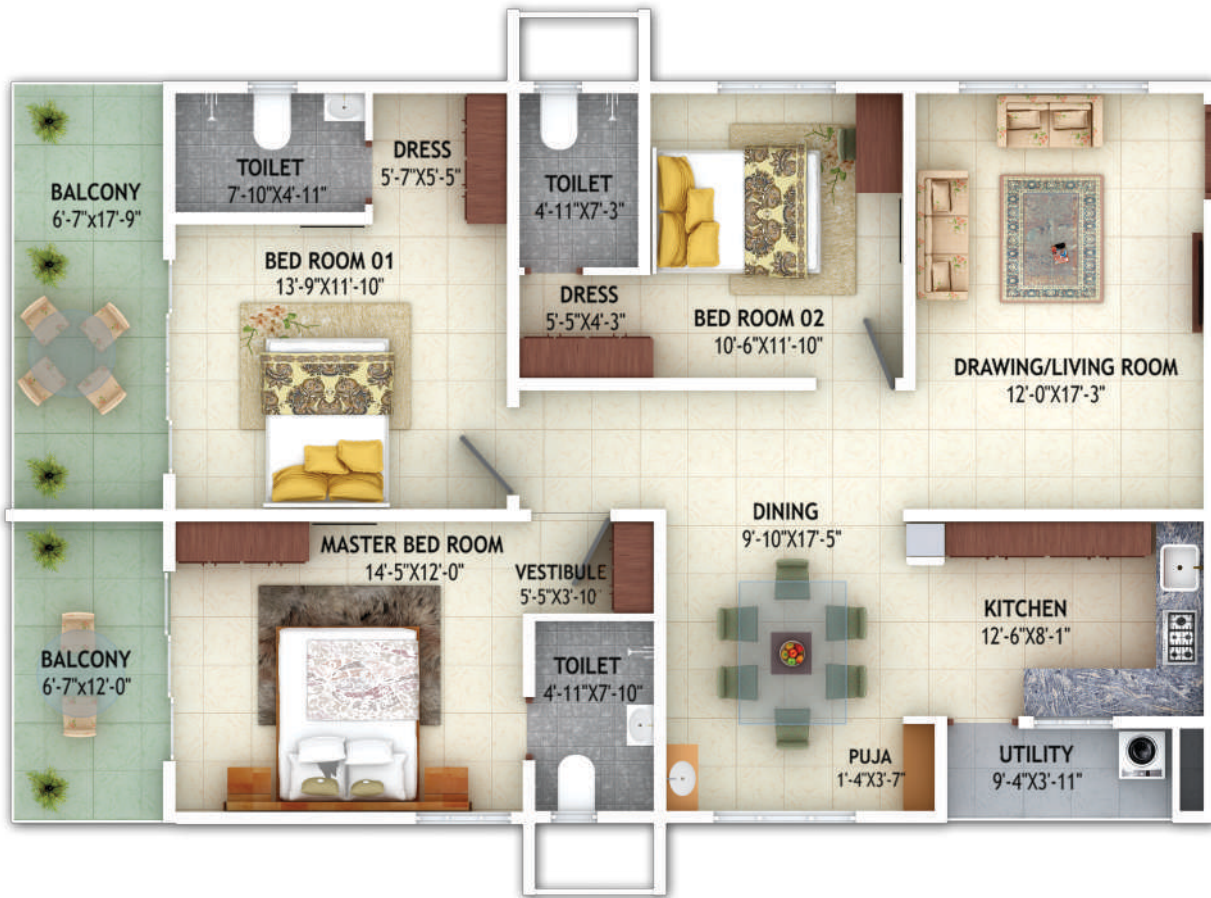 TOILET
7'-10"X4'-11"
DRESS
5'-7"X5'-5"
BALCONY
6'-7"x17'-9"
TOILET
4'-11"X7'-3"
BED ROOM 01
13'-9"X11'-10"
DRESS
5'-5"X4'-3"
BED ROOM 02
10'-6"X11'-10"
DRAWING/LIVING ROOM
12'-0"X17'-3"
DINING
9'-10"X17'-5"
MASTER BED ROOM
14'-5"X12'-0"
VESTIBULE
5'-5"X3'-10
KITCHEN
12'-6"X8'-1"
BALCONY
6'-7"x12'-0"
TOILET
4'-11"X7'-10"
PUJA
1'-4"X3'-7"
UTILITY
9'-4"X3'-11"